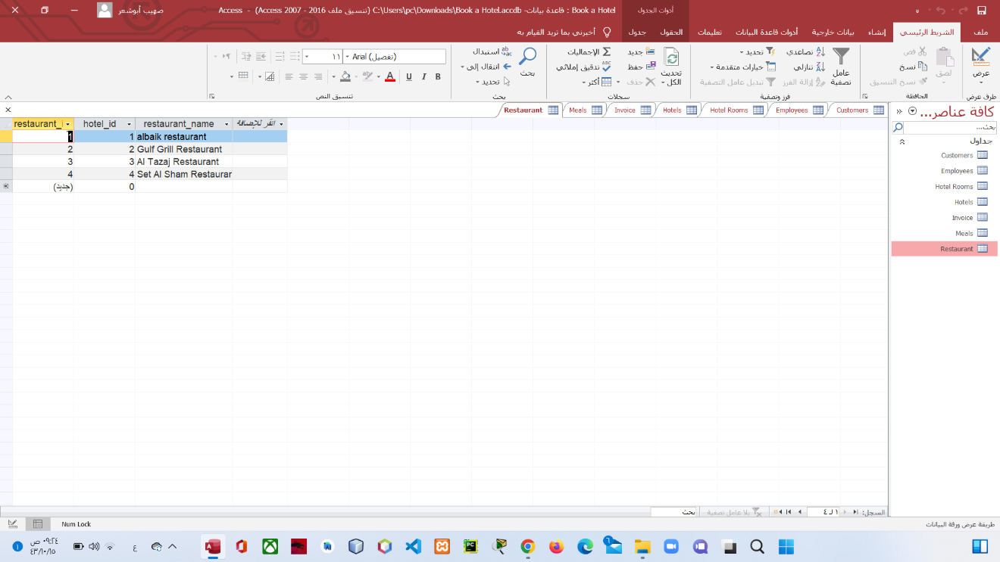 Book a Hotel : قاعدة بيانات- C:\Users\pc\Downloads\Book a Hotel.accdb (تنسيق ملف Access 2007 - 2016) - Access
أدوات الجدول
صهيب أبوشعر
ملف
الشريط الرئيسي
إنشاء
بيانات خارجية
أدوات قاعدة البيانات
تعليمات
الحقول
جدول
أخبرني بما تريد القيام به
عرض
طرق عرض
لصق
قص
نسخ
نسخ التنسيق
الحافظة
عامل تصفية
تصاعدي
تنازلي
إزالة الفرز
تحديد
خيارات متقدمة
تبديل عامل التصفية
فرز وتصفية
تحديث الكل
جديد
حفظ
حذف
الإجماليات
تدقيق إملائي
أكثر
سجلات
بحث
استبدال
انتقال إلى
تحديد
بحث
Arial (تفصيل)
١١
B I U A
تنسيق النص
كافة عناصر...
بحث...
جداول
Customers
Employees
Hotel Rooms
Hotels
Invoice
Meals
Restaurant
Customers
Employees
Hotel Rooms
Hotels
Invoice
Meals
Restaurant
restaurant_ hotel_id restaurant_name انقر للإضافة
1 1 albaik restaurant
2 2 Gulf Grill Restaurant
3 3 Al Tazaj Restaurant
4 4 Set Al Sham Restaurar
(جديد) 0
السجل: ١ لـ ٤
بلا عامل تصفية
بحث
طريقة عرض ورقة البيانات
Num Lock
٠٩:٢٤ ص
٤٣/١٠/١٥
ع